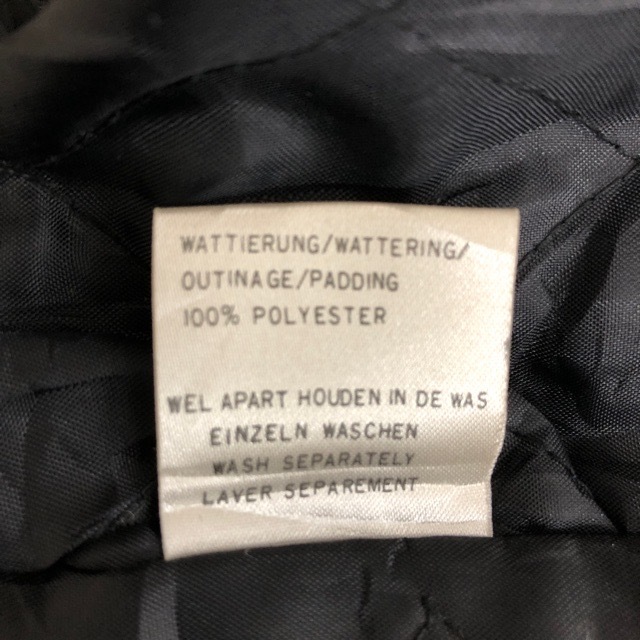 WATTIERUNG/WATTERING/
OUTINAGE/PADDING
100% POLYESTER
WEL APART HOUDEN IN DE WAS
EINZELN WASCHEN
WASH SEPARATELY
LAVER SEPAREMENT